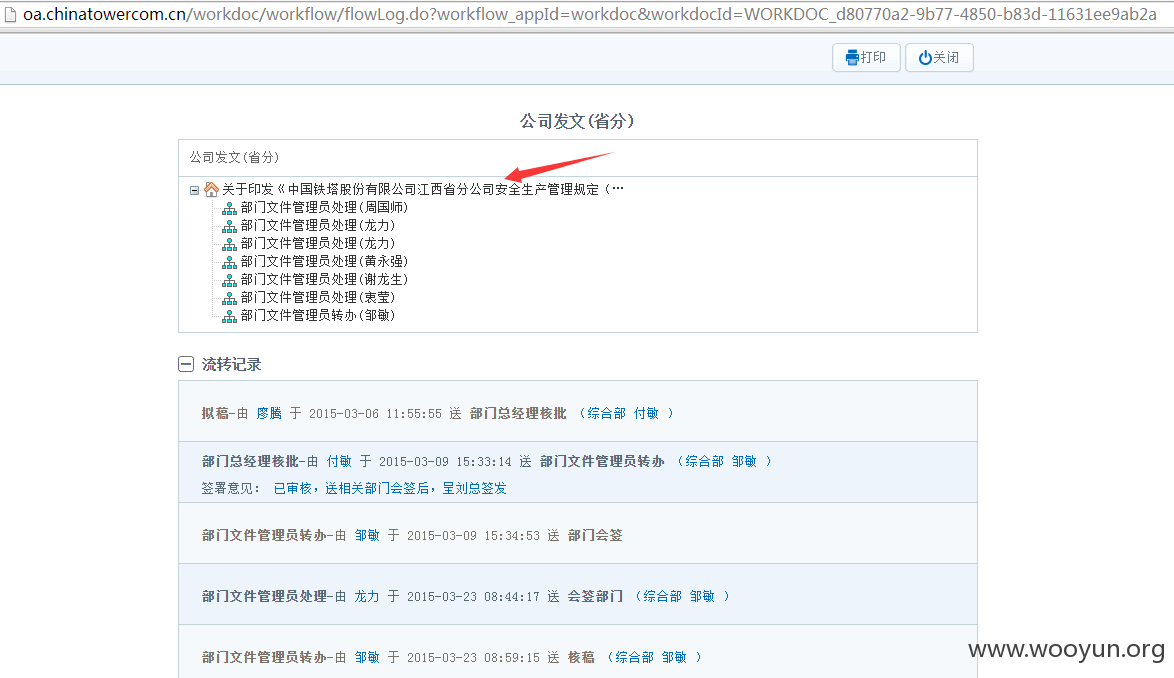 oa.chinatowercom.cn/workdoc/workflow/flowLog.do?workflow_appId=workdoc&workdocId=WORKDOC_d80770a2-9b77-4850-b83d-11631ee9ab2a
打印 关闭
公司发文(省分)
公司发文(省分)
关于印发《中国铁塔股份有限公司江西省分公司安全生产管理规定（…
部门文件管理员处理(周国师)
部门文件管理员处理(龙力)
部门文件管理员处理(龙力)
部门文件管理员处理(黄永强)
部门文件管理员处理(谢龙生)
部门文件管理员处理(衷莹)
部门文件管理员转办(邹敏)
流转记录
拟稿-由 廖腾 于 2015-03-06 11:55:55 送 部门总经理核批 （综合部 付敏 ）
部门总经理核批-由 付敏 于 2015-03-09 15:33:14 送 部门文件管理员转办 （综合部 邹敏 ）
签署意见： 已审核，送相关部门会签后，呈刘总签发
部门文件管理员转办-由 邹敏 于 2015-03-09 15:34:53 送 部门会签
部门文件管理员处理-由 龙力 于 2015-03-23 08:44:17 送 会签部门 （综合部 邹敏 ）
部门文件管理员转办-由 邹敏 于 2015-03-23 08:59:15 送 核稿 （综合部 邹敏 ）
www.wooyun.org